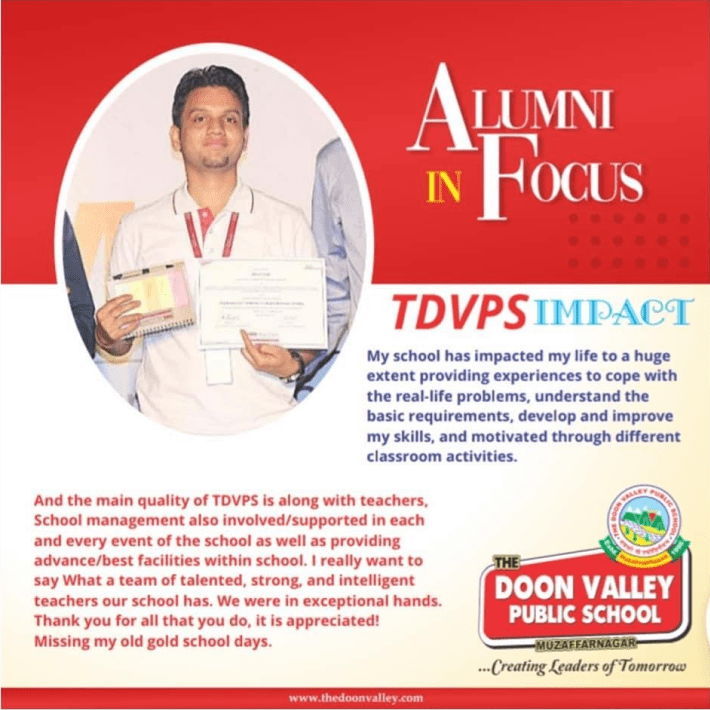 ALUMNI
IN FOCUS
TDVPS IMPACT
My school has impacted my life to a huge
extent providing experiences to cope with
the real-life problems, understand the
basic requirements, develop and improve
my skills, and motivated through different
classroom activities.
And the main quality of TDVPS is along with teachers,
School management also involved/supported in each
and every event of the school as well as providing
advance/best facilities within school. I really want to
say What a team of talented, strong, and intelligent
teachers our school has. We were in exceptional hands.
Thank you for all that you do, it is appreciated!
Missing my old gold school days.
THE DOON VALLEY PUBLIC SCHOOL
THE
DOON VALLEY
PUBLIC SCHOOL
MUZAFFARNAGAR
...Creating Leaders of Tomorrow
www.thedoonvalley.com